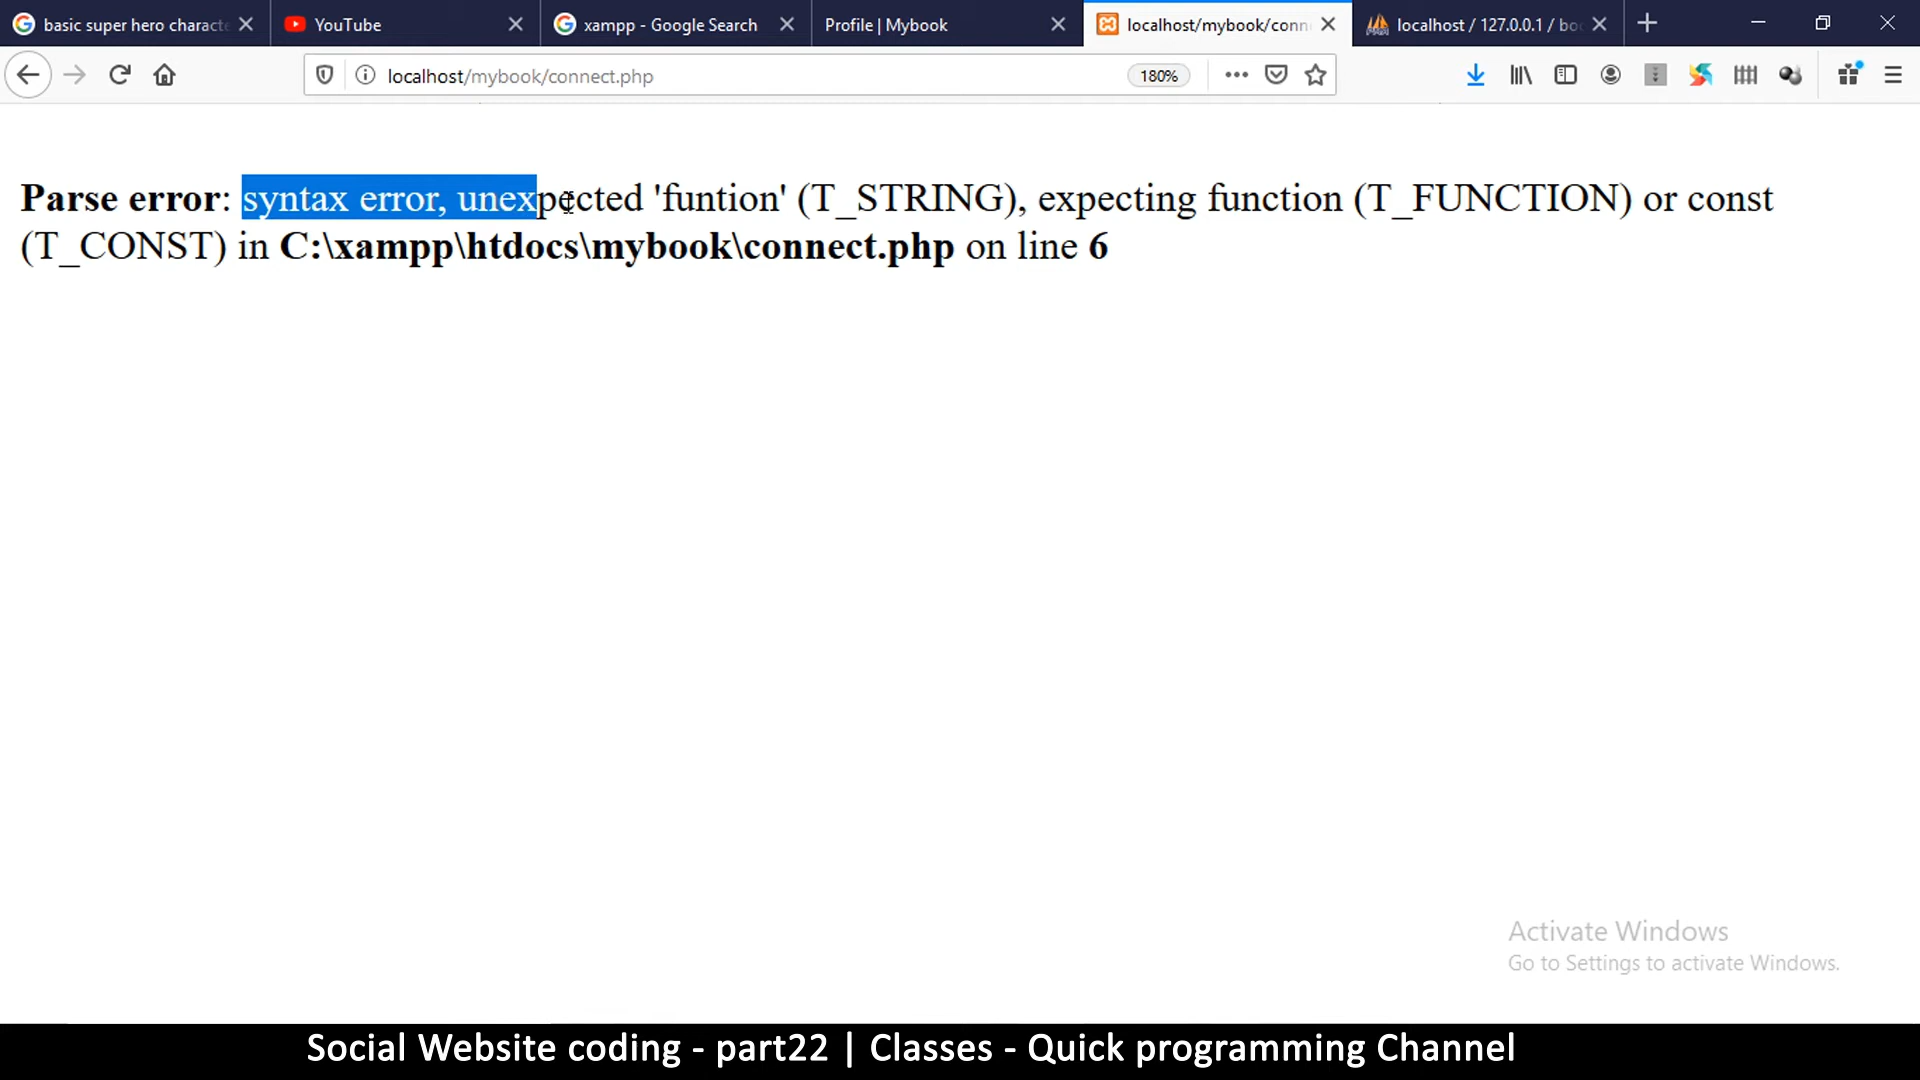 basic super hero characte
YouTube
xampp - Google Search
Profile | Mybook
localhost/mybook/conn
localhost / 127.0.0.1 / boo
localhost/mybook/connect.php
180%
Parse error: syntax error, unexpected 'funtion' (T_STRING), expecting function (T_FUNCTION) or const
(T_CONST) in C:\xampp\htdocs\mybook\connect.php on line 6
Activate Windows
Go to Settings to activate Windows.
Social Website coding - part22 | Classes - Quick programming Channel